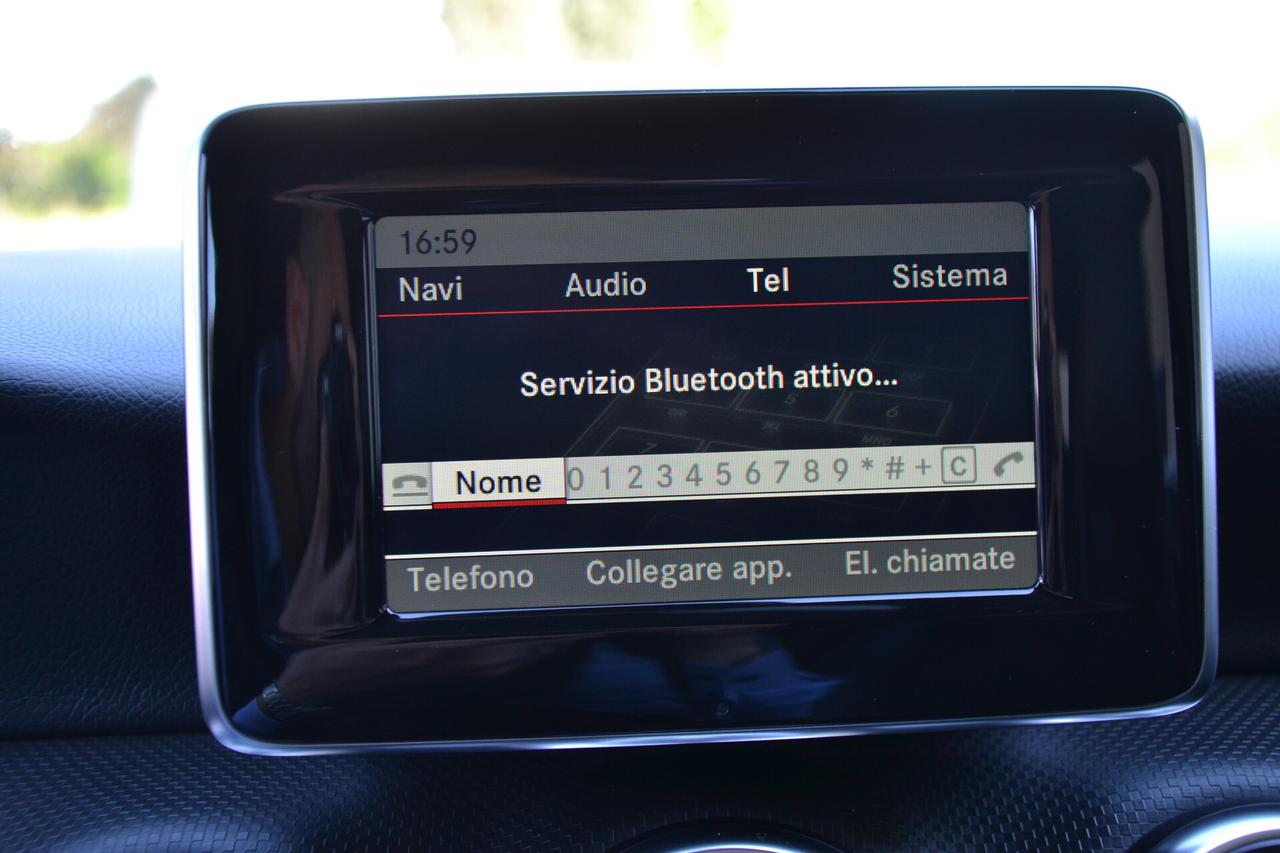 16:59
Navi Audio Tel Sistema
Servizio Bluetooth attivo...
Nome 0 1 2 3 4 5 6 7 8 9 * # + C
Telefono Collegare app. El. chiamate